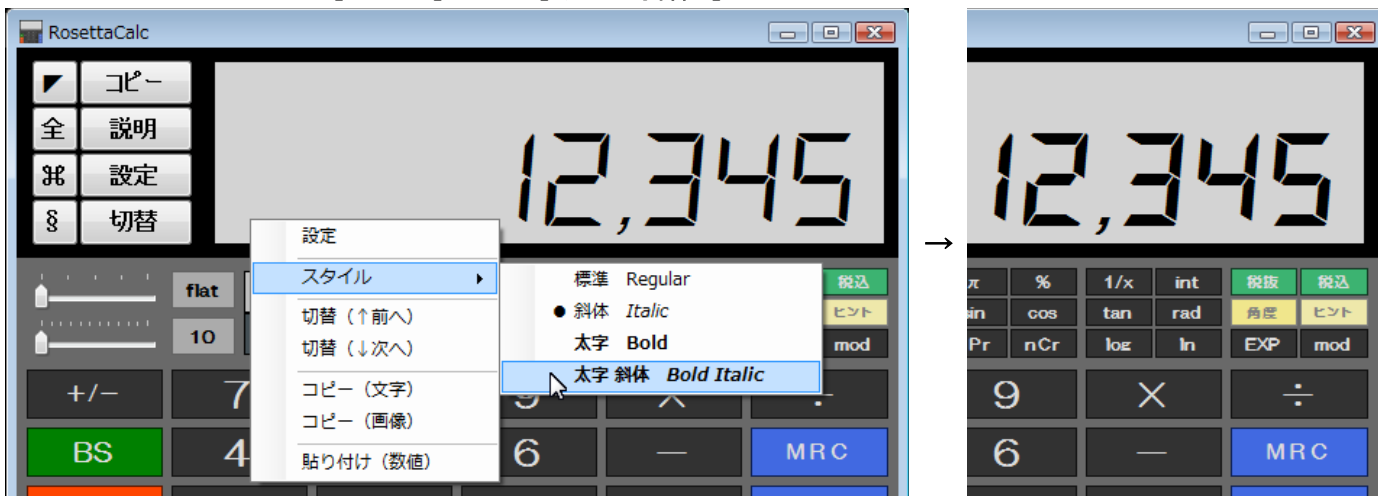 RosettaCalc
コピー
全 説明
⌘ 設定
§ 切替
12,345
12,345
→
設定
スタイル
切替（↑前へ）
切替（↓次へ）
コピー（文字）
コピー（画像）
貼り付け（数値）
標準 Regular
● 斜体 Italic
太字 Bold
太字 斜体 Bold Italic
flat
10
税込
ヒント
mod
+/− 7 9 × ÷
BS 4 6 — MRC
% 1/x int 税抜 税込
cos tan rad 角度 ヒント
nCr log ln EXP mod
9 × ÷
6 — MRC